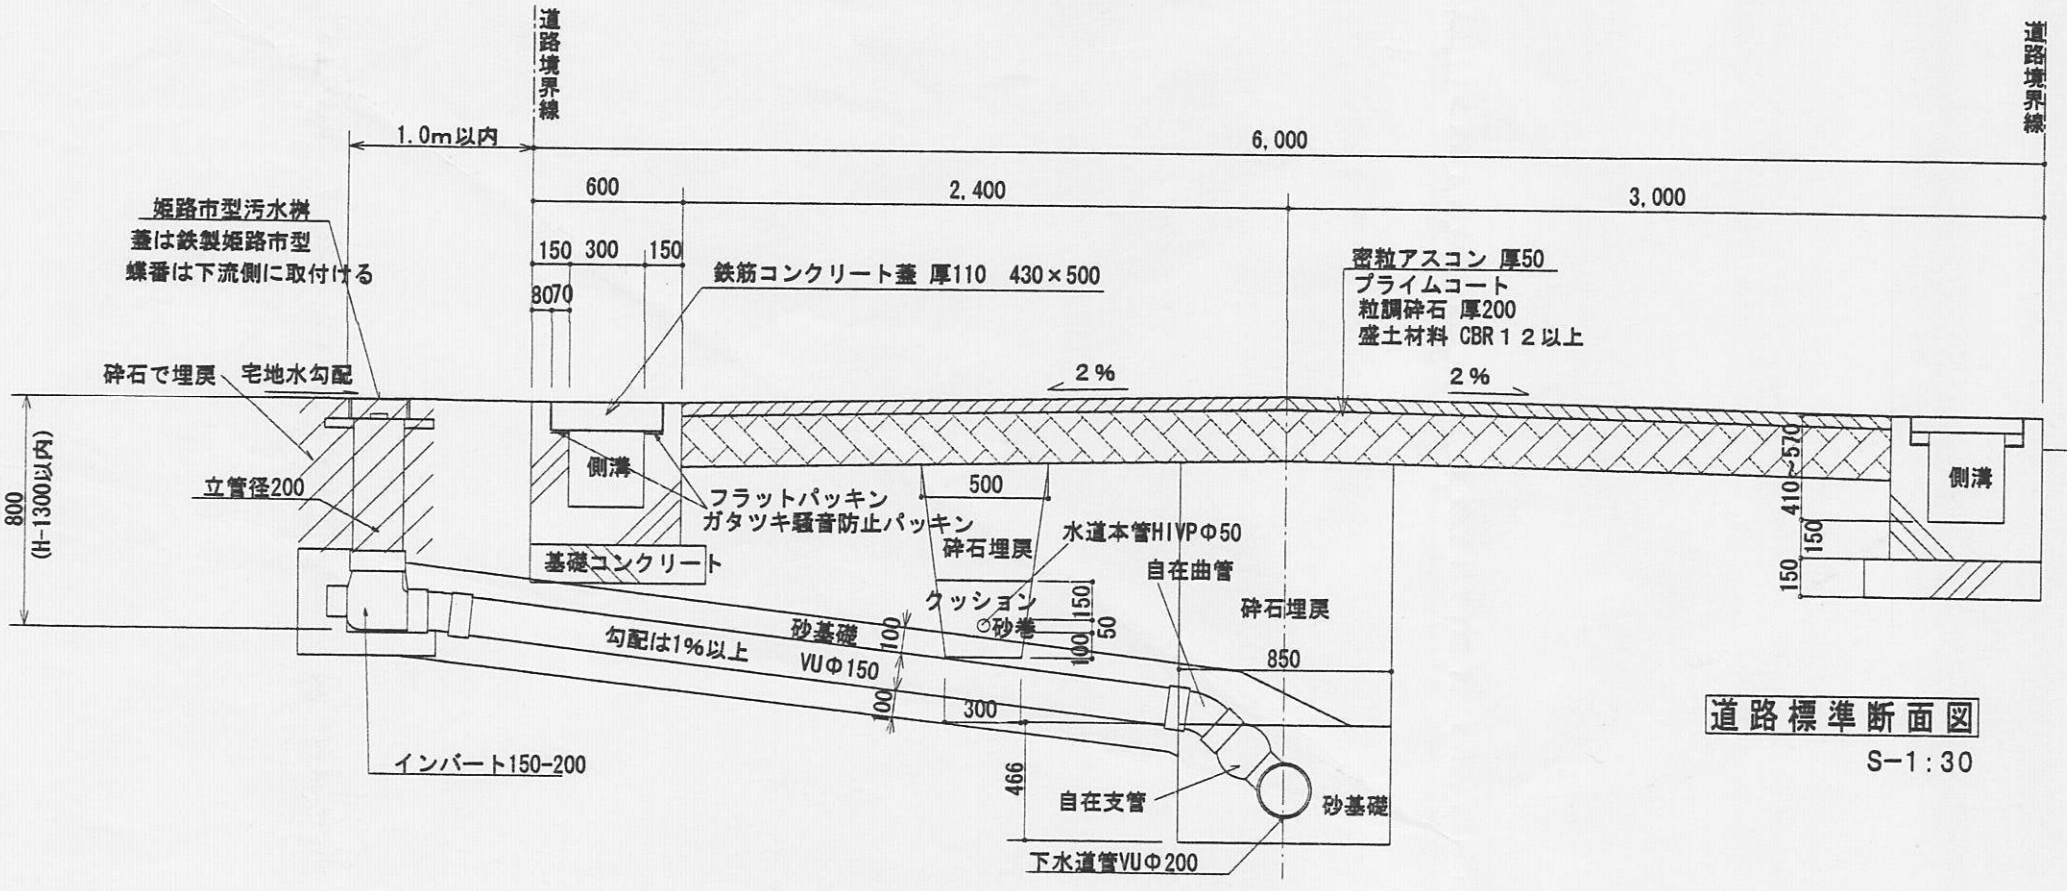 道路境界線
道路境界線
1.0m以内
6,000
600
2,400
3,000
姫路市型汚水桝
蓋は鉄製姫路市型
蝶番は下流側に取付ける
150
300
150
8070
鉄筋コンクリート蓋 厚110 430×500
密粒アスコン 厚50
プライムコート
粒調砕石 厚200
盛土材料 CBR12以上
砕石で埋戻
宅地水勾配
2%
2%
800
(H-1300以内)
立管径200
側溝
フラットパッキン
ガタツキ騒音防止パッキン
基礎コンクリート
500
砕石埋戻
水道本管HIVPΦ50
自在曲管
クッション
砂巻
150
50
100
砕石埋戻
850
410~570
150
150
側溝
砂基礎
100
勾配は1%以上
VUΦ150
100
300
466
インバート150-200
自在支管
砂基礎
下水道管VUΦ200
道路標準断面図
S-1:30